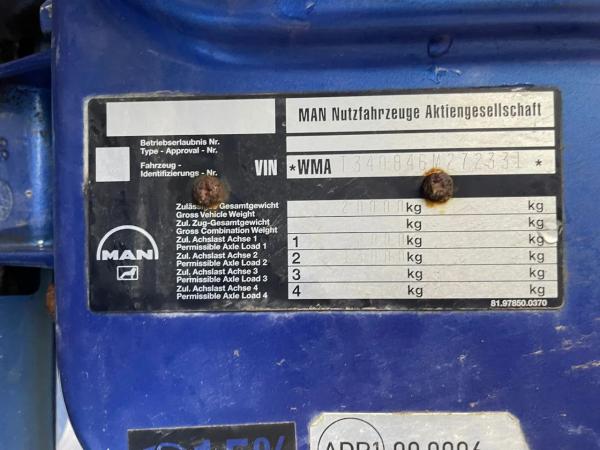 MAN Nutzfahrzeuge Aktiengesellschaft
Betriebserlaubnis Nr.
Type - Approval - Nr.
Fahrzeug -
Identifizierungs - Nr.
VIN *WMA T340846M272331 *
Zulässiges Gesamtgewicht
Gross Vehicle Weight
kg kg
Zul. Zug-Gesamtgewicht
Gross Combination Weight
kg kg
Zul. Achslast Achse 1
Permissible Axle Load 1
1 kg kg
Zul. Achslast Achse 2
Permissible Axle Load 2
2 kg kg
Zul. Achslast Achse 3
Permissible Axle Load 3
3 kg kg
Zul. Achslast Achse 4
Permissible Axle Load 4
4 kg kg
MAN
81.97850.0370